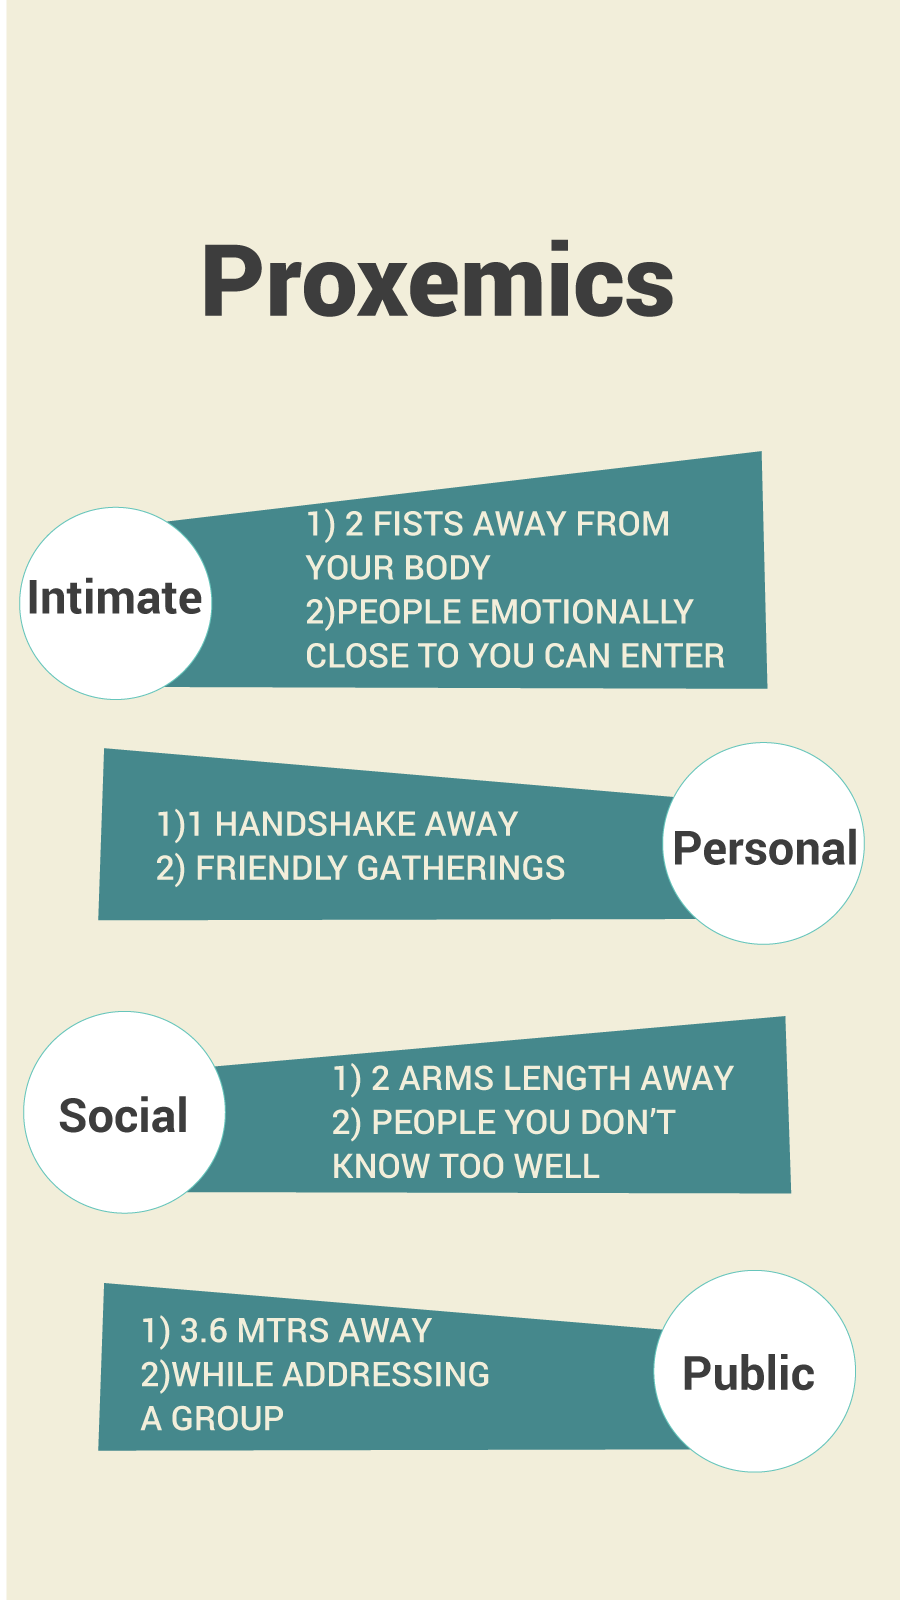 Proxemics
Intimate
1) 2 FISTS AWAY FROM
YOUR BODY
2)PEOPLE EMOTIONALLY
CLOSE TO YOU CAN ENTER
1)1 HANDSHAKE AWAY
2) FRIENDLY GATHERINGS
Personal
Social
1) 2 ARMS LENGTH AWAY
2) PEOPLE YOU DON’T
KNOW TOO WELL
1) 3.6 MTRS AWAY
2)WHILE ADDRESSING
A GROUP
Public